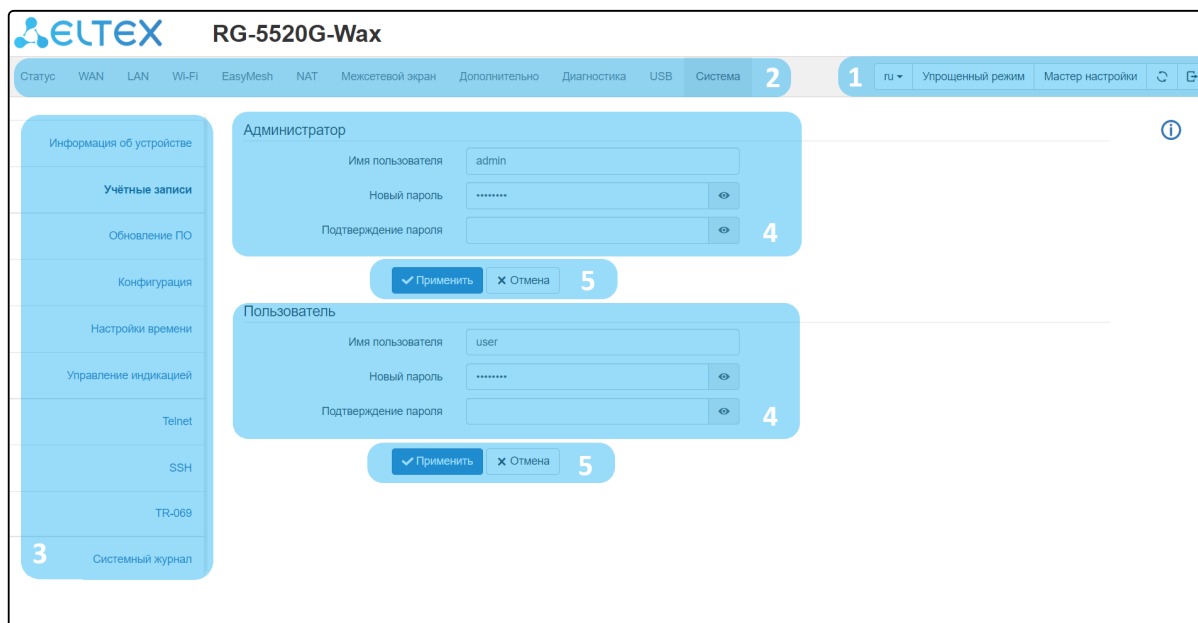 ELTEX RG-5520G-Wax
Статус WAN LAN Wi-Fi EasyMesh NAT Межсетевой экран Дополнительно Диагностика USB Система 2 1 ru Упрощенный режим Мастер настройки
Информация об устройстве
Учётные записи
Обновление ПО
Конфигурация
Настройки времени
Управление индикацией
Telnet
SSH
TR-069
3 Системный журнал
Администратор
Имя пользователя admin
Новый пароль ••••••••
Подтверждение пароля 4
Применить Отмена 5
Пользователь
Имя пользователя user
Новый пароль ••••••••
Подтверждение пароля 4
Применить Отмена 5